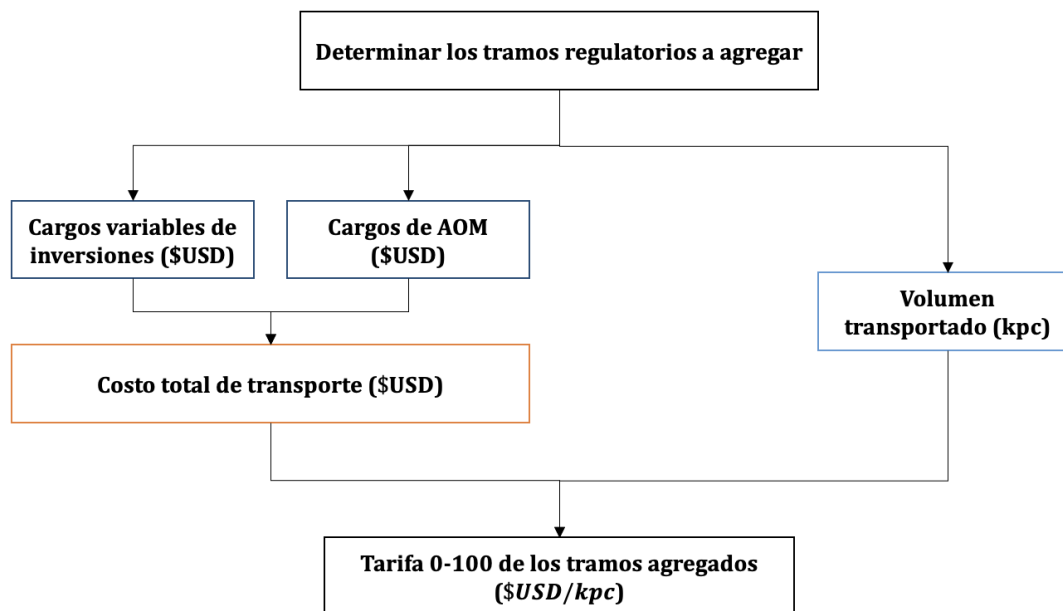 Determinar los tramos regulatorios a agregar
Cargos variables de
inversiones ($USD)
Cargos de AOM
($USD)
Volumen
transportado (kpc)
Costo total de transporte ($USD)
Tarifa 0-100 de los tramos agregados
($USD/kpc)